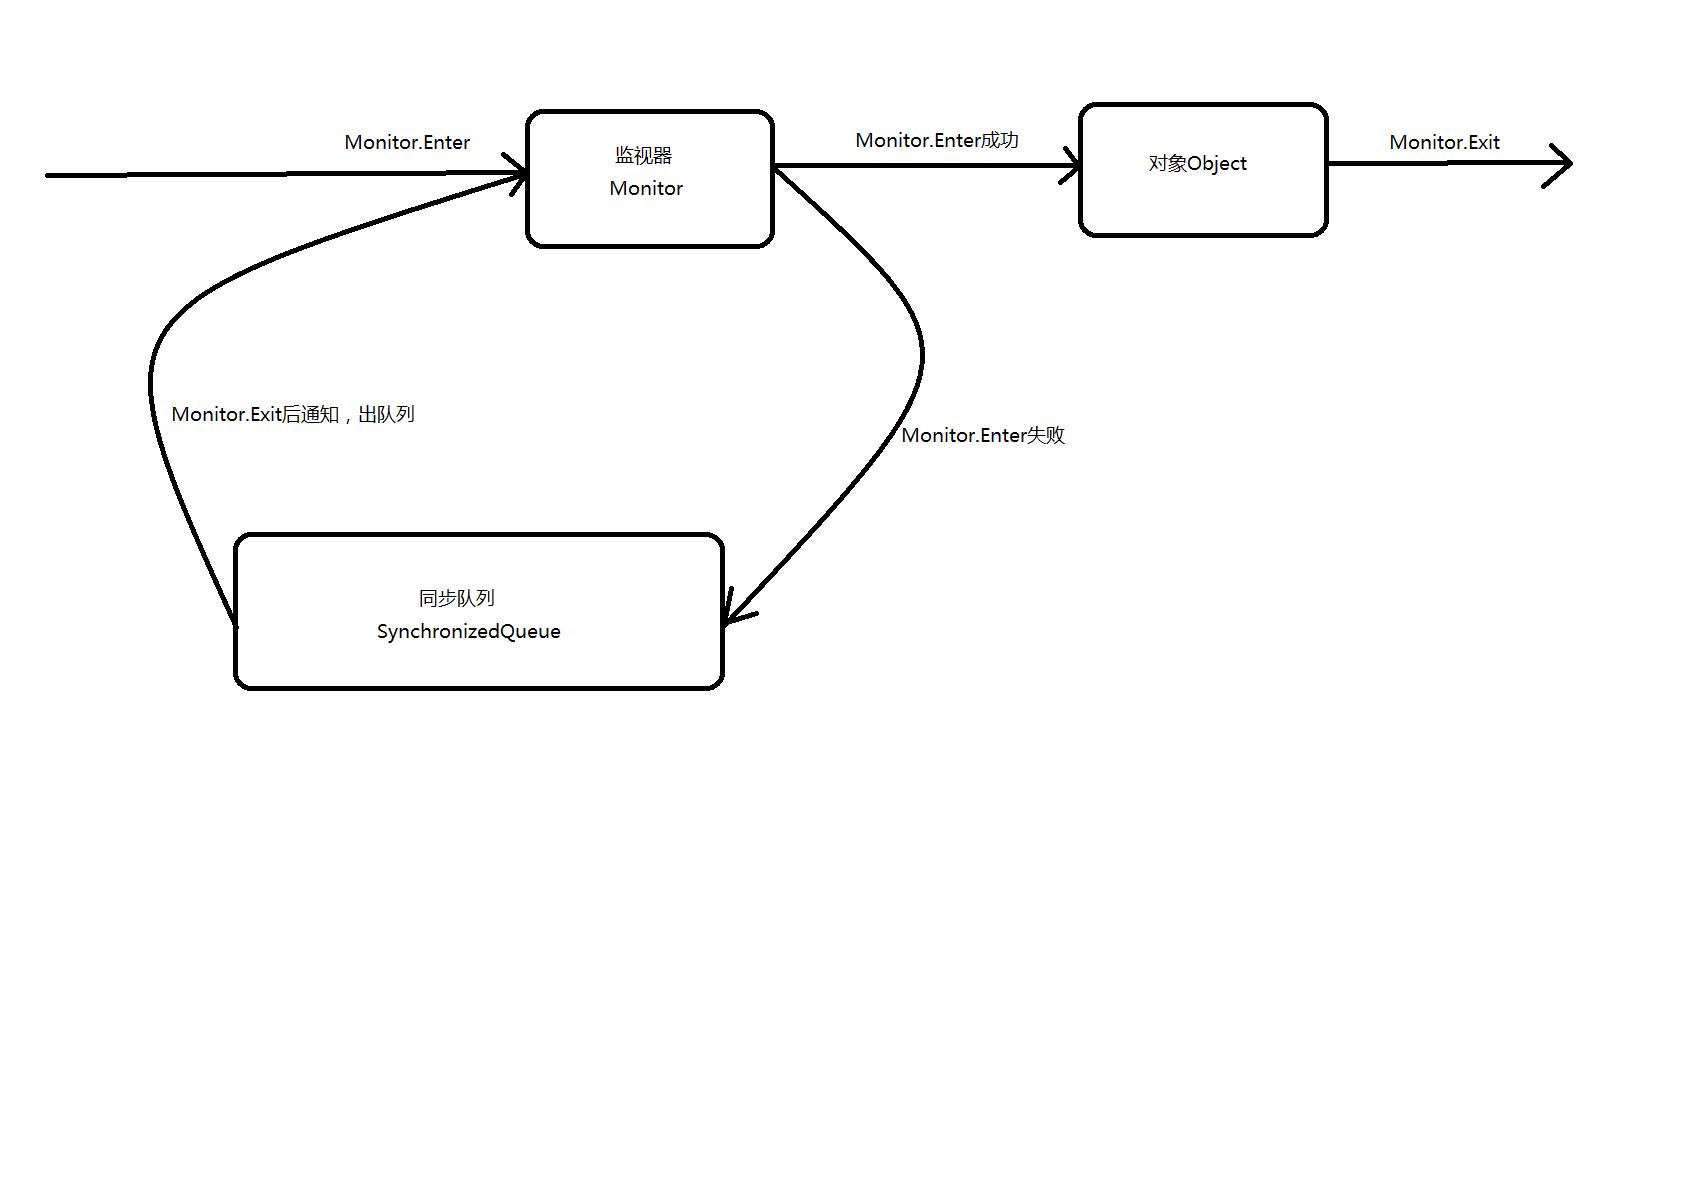 Monitor.Enter
监视器
Monitor
Monitor.Enter成功
对象Object
Monitor.Exit
Monitor.Exit后通知，出队列
Monitor.Enter失败
同步队列
SynchronizedQueue